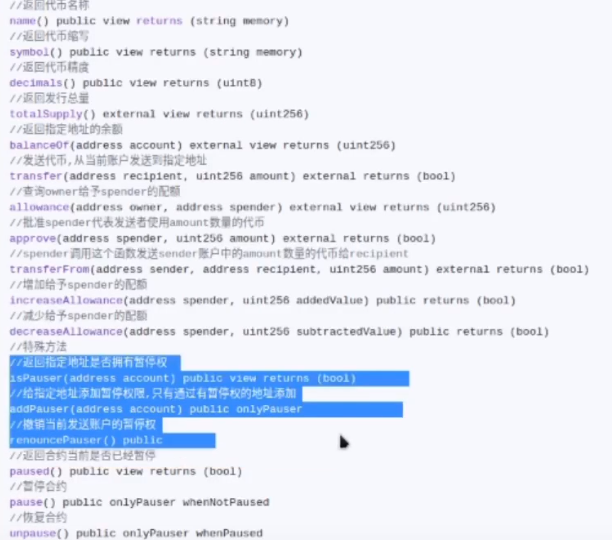 //返回代币名称
name() public view returns (string memory)
//返回代币缩写
symbol() public view returns (string memory)
//返回代币精度
decimals() public view returns (uint8)
//返回发行总量
totalSupply() external view returns (uint256)
//返回指定地址的余额
balanceOf(address account) external view returns (uint256)
//发送代币,从当前账户发送到指定地址
transfer(address recipient, uint256 amount) external returns (bool)
//查询owner给予spender的配额
allowance(address owner, address spender) external view returns (uint256)
//批准spender代表发送者使用amount数量的代币
approve(address spender, uint256 amount) external returns (bool)
//spender调用这个函数发送sender账户中的amount数量的代币给recipient
transferFrom(address sender, address recipient, uint256 amount) external returns (bool)
//增加给予spender的配额
increaseAllowance(address spender, uint256 addedValue) public returns (bool)
//减少给予spender的配额
decreaseAllowance(address spender, uint256 subtractedValue) public returns (bool)
//特殊方法
//返回指定地址是否拥有暂停权
isPauser(address account) public view returns (bool)
//给指定地址添加暂停权限,只有通过有暂停权的地址添加
addPauser(address account) public onlyPauser
//撤销当前发送账户的暂停权
renouncePauser() public
//返回合约当前是否已经暂停
paused() public view returns (bool)
//暂停合约
pause() public onlyPauser whenNotPaused
//恢复合约
unpause() public onlyPauser whenPaused